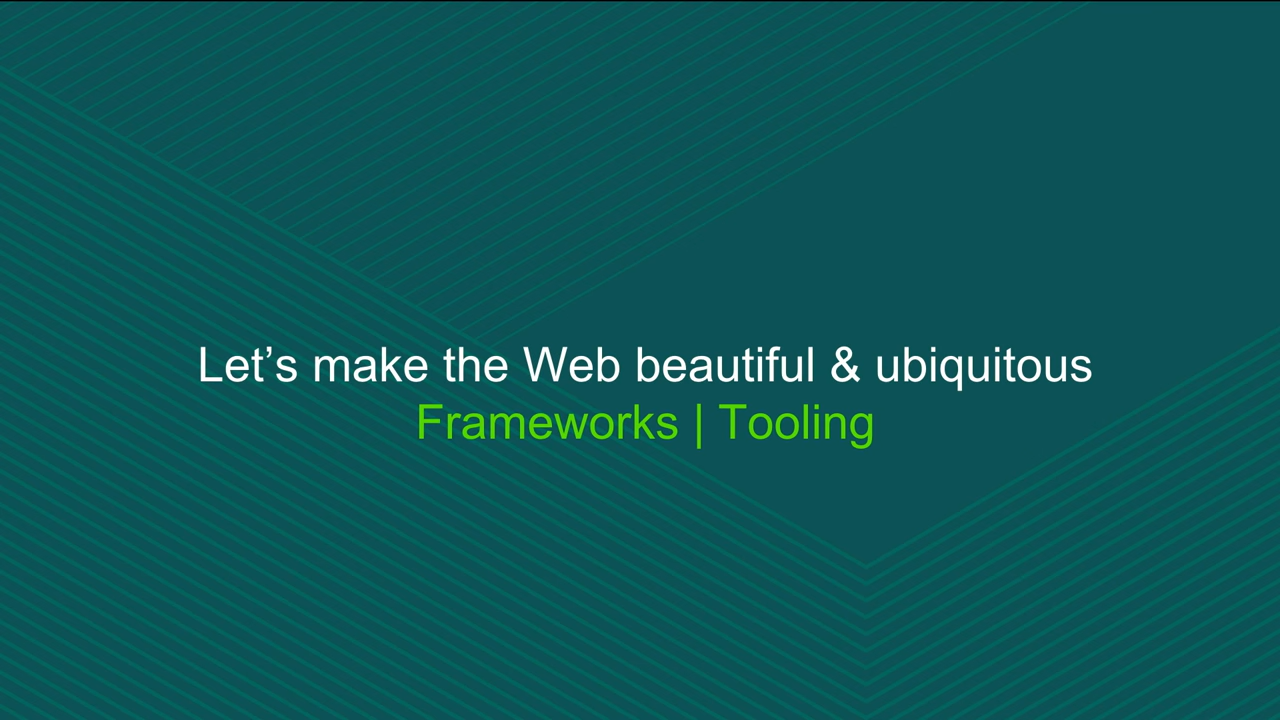 Let’s make the Web beautiful & ubiquitous
Frameworks | Tooling